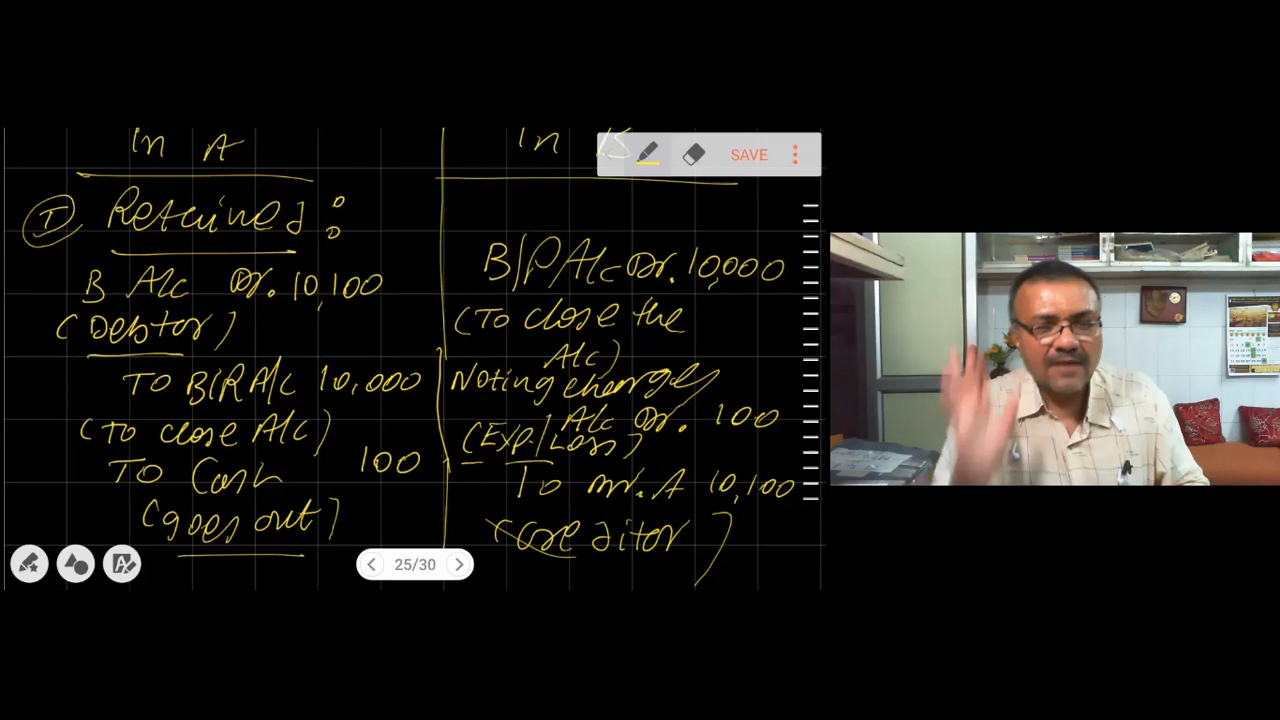 In A
In B
SAVE
I Retained :
B A/c Dr. 10,100
(Debtor)
To B/R A/c 10,000
(To close A/c)
To Cash 100
(goes out)
B/P A/c Dr. 10,000
(To close the
A/c)
Noting charges
A/c Dr. 100
(Exp/Loss)
To Mr. A 10,100
(creditor)
25/30